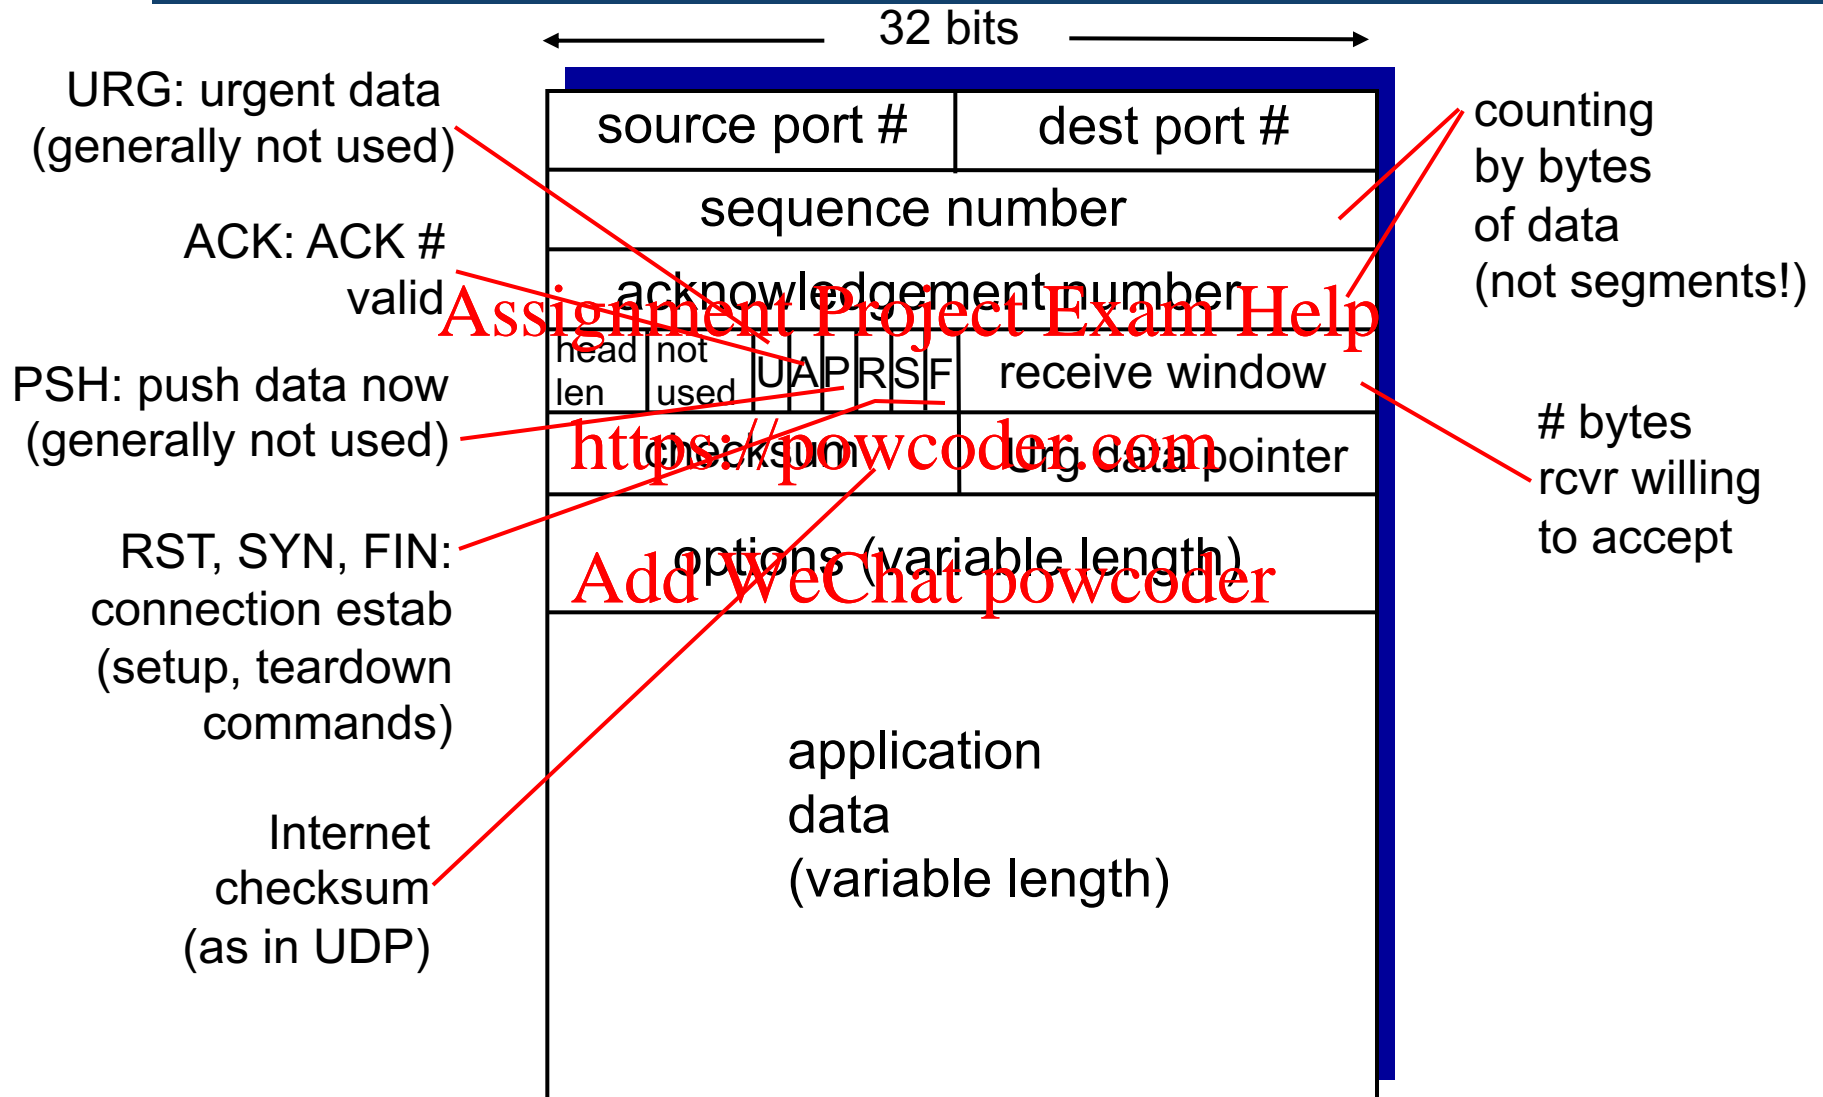 32 bits
URG: urgent data
(generally not used)
ACK: ACK #
valid
PSH: push data now
(generally not used)
RST, SYN, FIN:
connection estab
(setup, teardown
commands)
Internet
checksum
(as in UDP)
source port #
dest port #
sequence number
acknowledgement number
Assignment Project Exam Help
head
len
not
used
U
A
P
R
S
F
receive window
checksum
Urg data pointer
https://powcoder.com
options (variable length)
Add WeChat powcoder
application
data
(variable length)
counting
by bytes
of data
(not segments!)
# bytes
rcvr willing
to accept